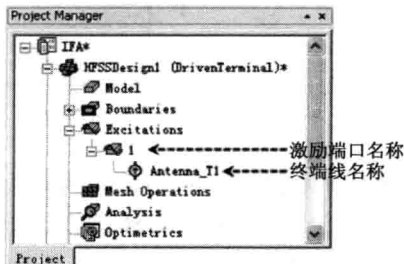 Project Manager
IFA*
HFSSDesign1 (DrivenTerminal)*
Model
Boundaries
Excitations
1
激励端口名称
Antenna_T1
终端线名称
Mesh Operations
Analysis
Optimetrics
Project